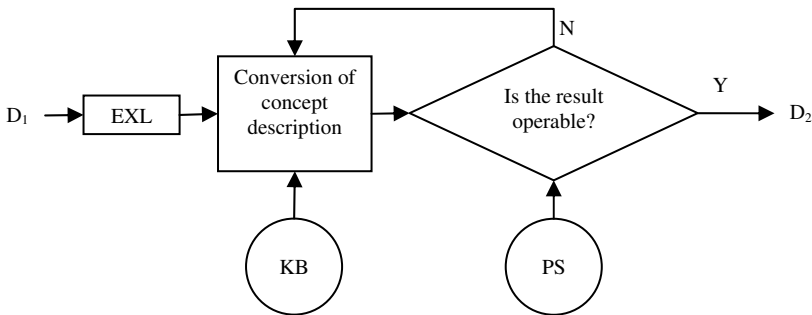 N
Conversion of
concept
description
Is the result
operable?
Y
D₁
EXL
D₂
KB
PS